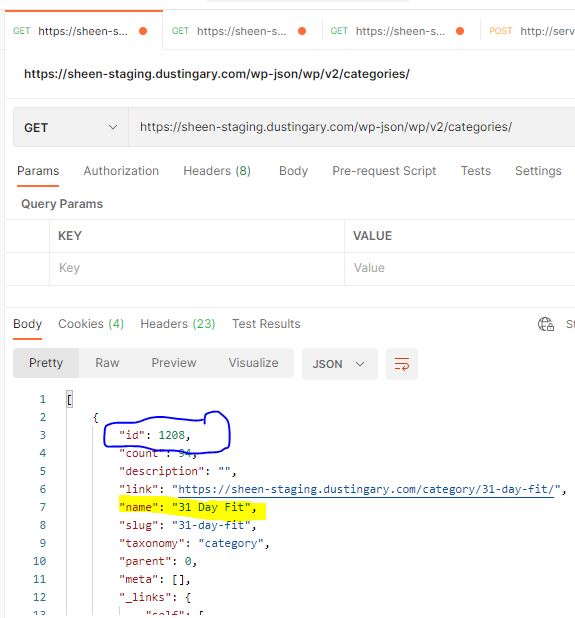 GET https://sheen-s... GET https://sheen-s... GET https://sheen-s... POST http://serv
https://sheen-staging.dustingary.com/wp-json/wp/v2/categories/
GET https://sheen-staging.dustingary.com/wp-json/wp/v2/categories/
Params Authorization Headers (8) Body Pre-request Script Tests Settings
Query Params
KEY VALUE
Key Value
Body Cookies (4) Headers (23) Test Results St
Pretty Raw Preview Visualize JSON
1 [
2 {
3 "id": 1208,
4 "count": 94,
5 "description": "",
6 "link": "https://sheen-staging.dustingary.com/category/31-day-fit/",
7 "name": "31 Day Fit",
8 "slug": "31-day-fit",
9 "taxonomy": "category",
10 "parent": 0,
11 "meta": [],
12 "_links": {
13 "self": [